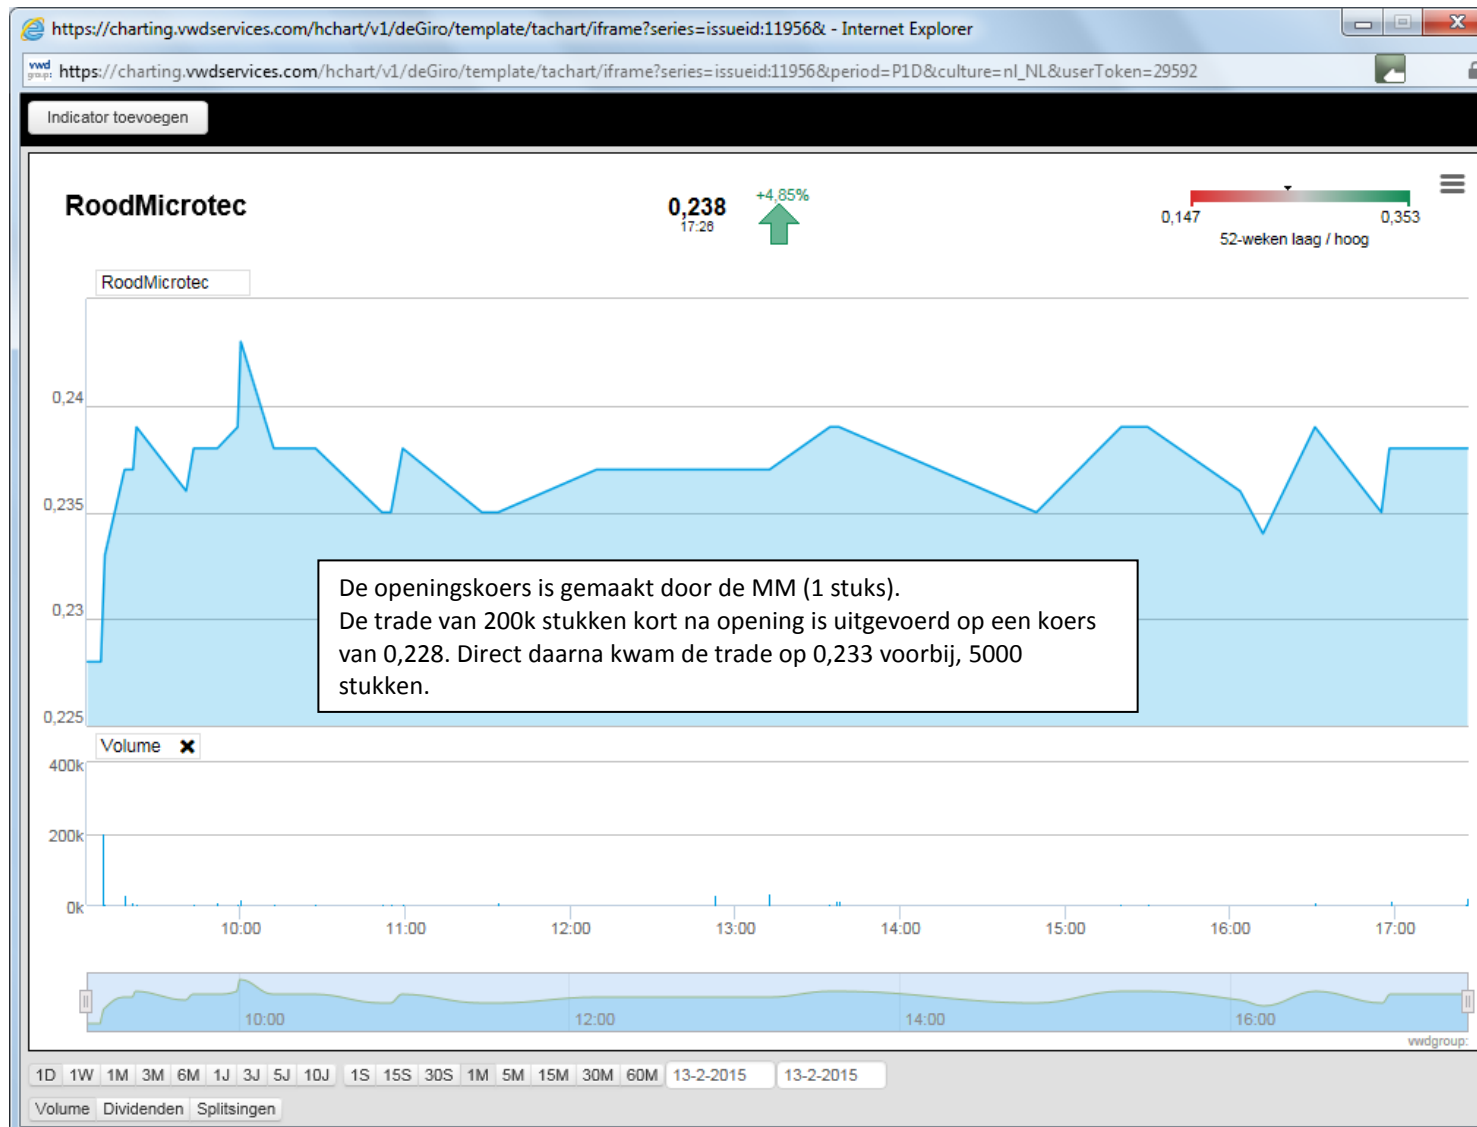 https://charting.vwdservices.com/hchart/v1/deGiro/template/tachart/iframe?series=issueid:11956& - Internet Explorer
vwd group: https://charting.vwdservices.com/hchart/v1/deGiro/template/tachart/iframe?series=issueid:11956&period=P1D&culture=nl_NL&userToken=29592
Indicator toevoegen
RoodMicrotec
0,238
17:26
+4,85%
0,147
0,353
52-weken laag / hoog
RoodMicrotec
0,24
0,235
0,23
0,225
De openingskoers is gemaakt door de MM (1 stuks).
De trade van 200k stukken kort na opening is uitgevoerd op een koers
van 0,228. Direct daarna kwam de trade op 0,233 voorbij, 5000
stukken.
Volume
400k
200k
0k
10:00 11:00 12:00 13:00 14:00 15:00 16:00 17:00
10:00 12:00 14:00 16:00
vwdgroup:
1D 1W 1M 3M 6M 1J 3J 5J 10J 1S 15S 30S 1M 5M 15M 30M 60M 13-2-2015 13-2-2015
Volume Dividenden Splitsingen